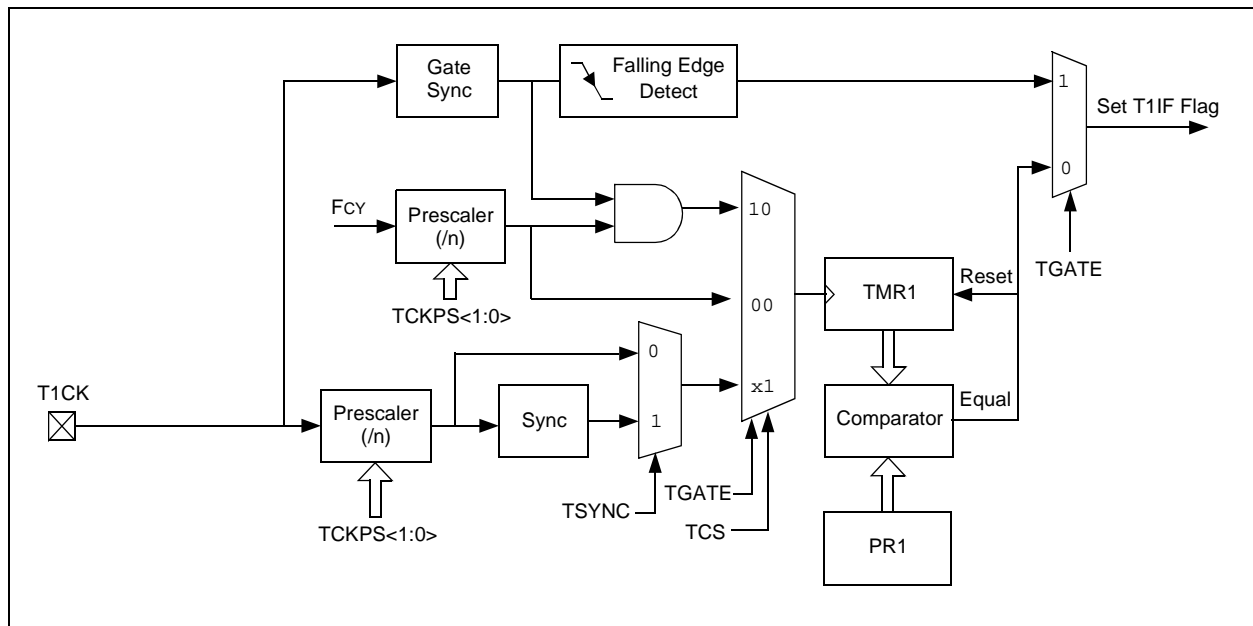 Gate
Sync
Falling Edge
Detect
1
Set T1IF Flag
0
TGATE
FCY
Prescaler
(/n)
TCKPS<1:0>
10
00
x1
TMR1
Reset
T1CK
Prescaler
(/n)
TCKPS<1:0>
Sync
0
1
TSYNC
TGATE
TCS
Comparator
Equal
PR1